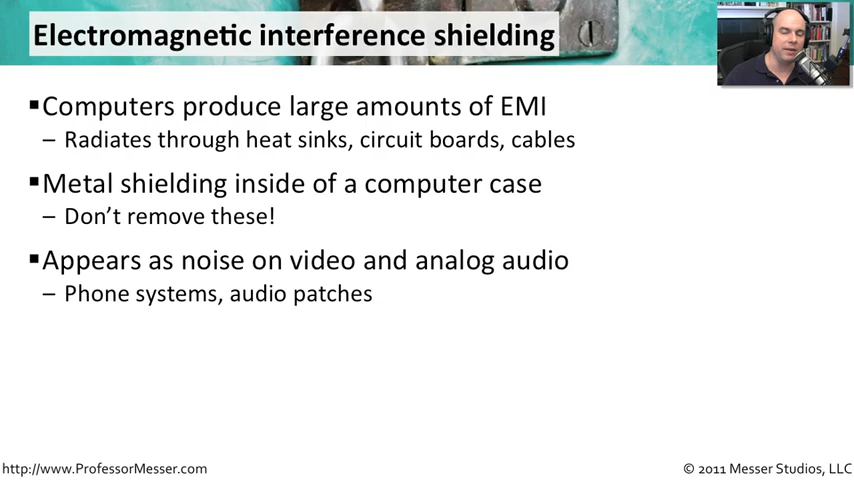 Electromagnetic interference shielding
▪Computers produce large amounts of EMI
– Radiates through heat sinks, circuit boards, cables
▪Metal shielding inside of a computer case
– Don’t remove these!
▪Appears as noise on video and analog audio
– Phone systems, audio patches
http://www.ProfessorMesser.com
© 2011 Messer Studios, LLC